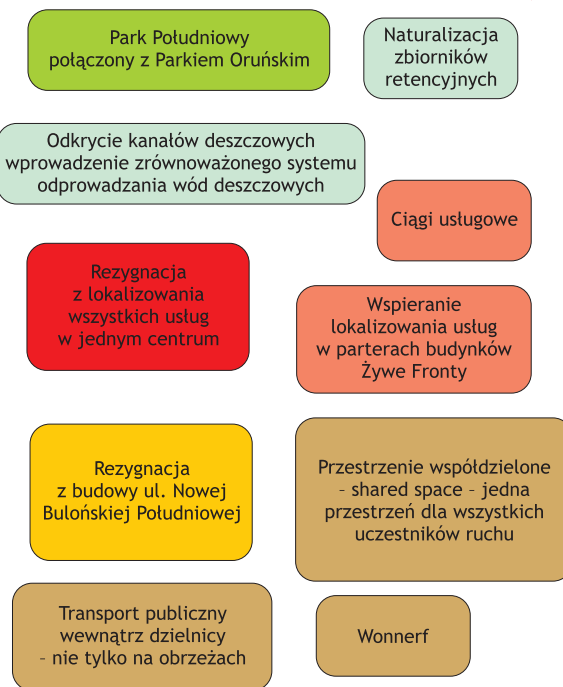 Park Południowy
połączony z Parkiem Oruńskim
Naturalizacja
zbiorników
retencyjnych
Odkrycie kanałów deszczowych
wprowadzenie zrównoważonego systemu
odprowadzania wód deszczowych
Ciągi usługowe
Rezygnacja
z lokalizowania
wszystkich usług
w jednym centrum
Wspieranie
lokalizowania usług
w parterach budynków
Żywe Fronty
Rezygnacja
z budowy ul. Nowej
Bulońskiej Południowej
Przestrzenie współdzielone
– shared space – jedna
przestrzeń dla wszystkich
uczestników ruchu
Transport publiczny
wewnątrz dzielnicy
– nie tylko na obrzeżach
Wonnerf